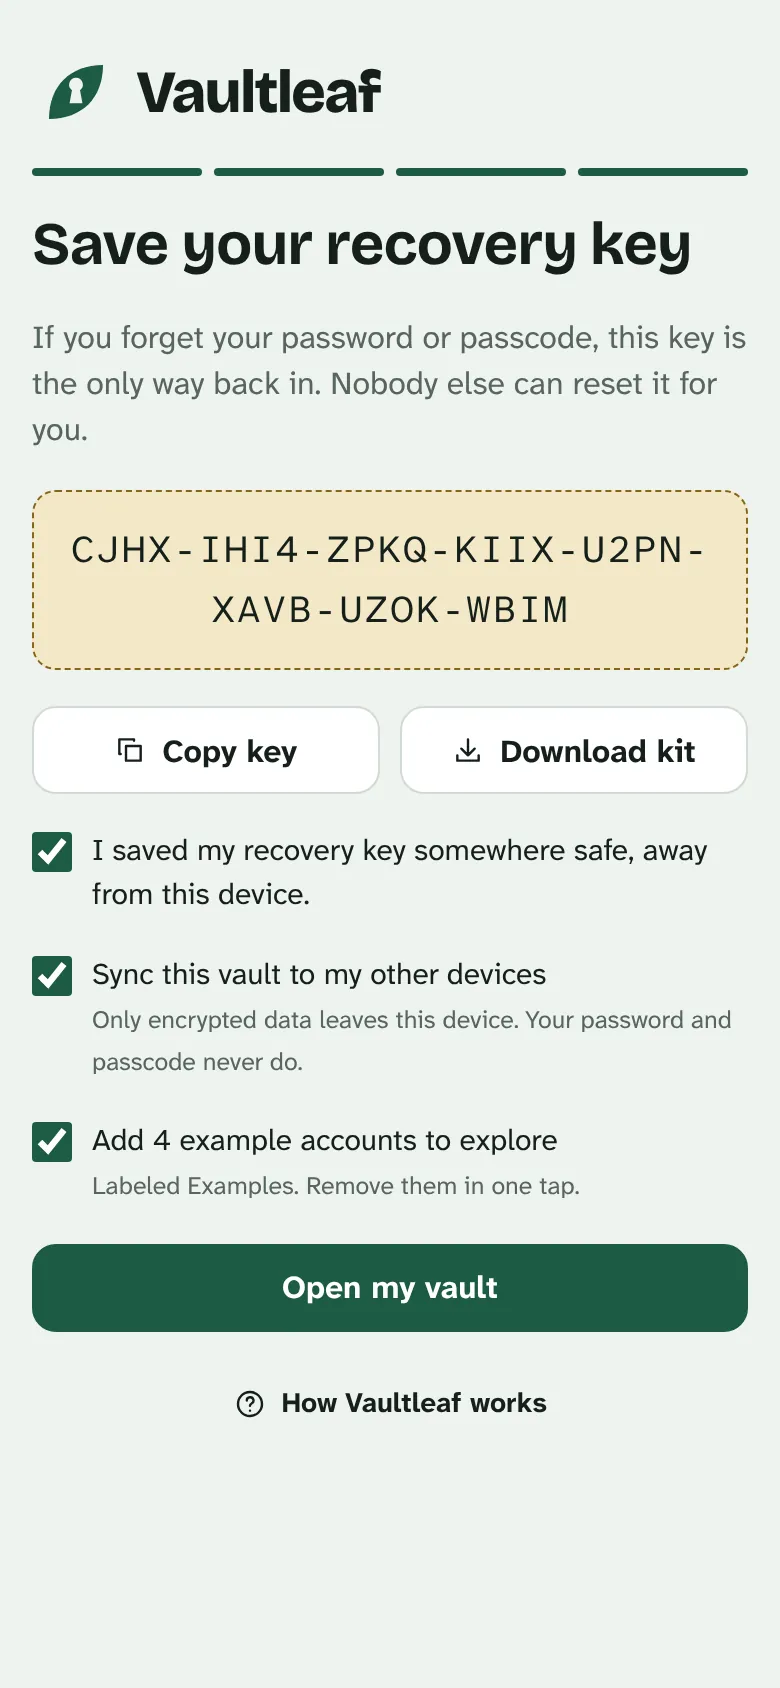 Vaultleaf
Save your recovery key
If you forget your password or passcode, this key is
the only way back in. Nobody else can reset it for
you.
CJHX-IHI4-ZPKQ-KIIX-U2PN-
XAVB-UZOK-WBIM
Copy key
Download kit
I saved my recovery key somewhere safe, away
from this device.
Sync this vault to my other devices
Only encrypted data leaves this device. Your password and
passcode never do.
Add 4 example accounts to explore
Labeled Examples. Remove them in one tap.
Open my vault
How Vaultleaf works